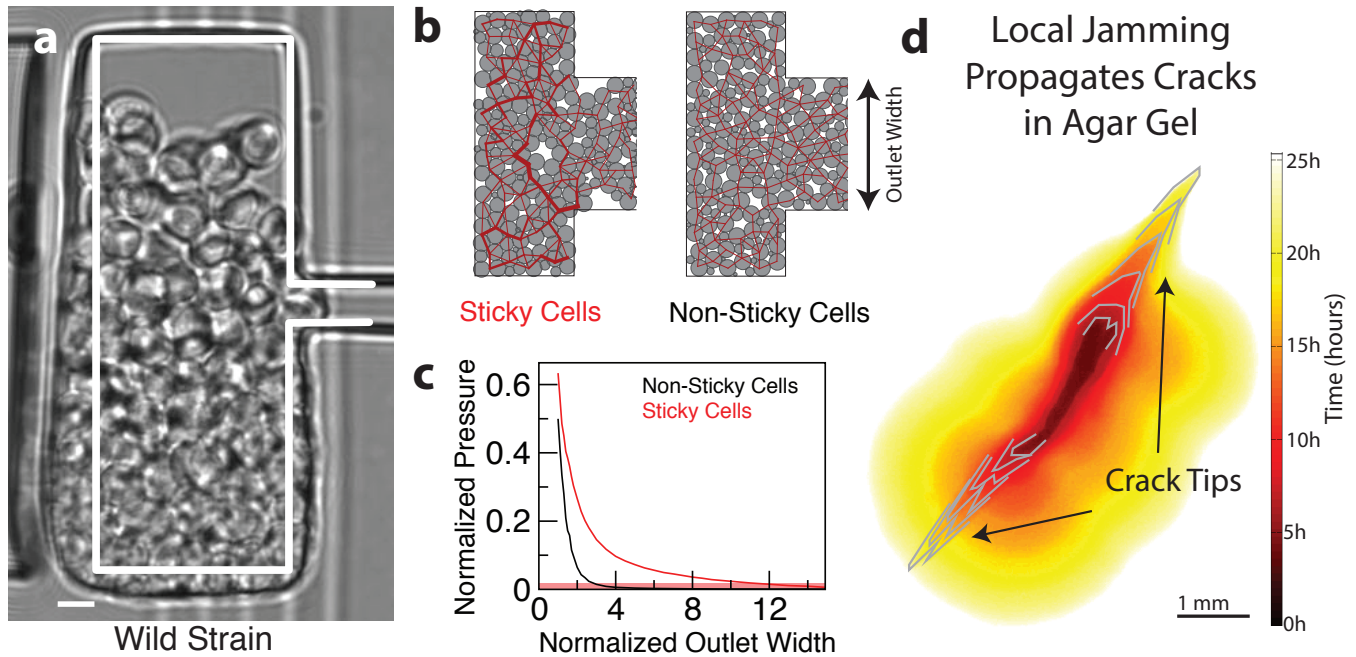 a
Wild Strain
b
Outlet Width
Sticky Cells
Non-Sticky Cells
c
Non-Sticky Cells
Sticky Cells
Normalized Pressure
0.6
0.4
0.2
0
0
4
8
12
Normalized Outlet Width
d
Local Jamming
Propagates Cracks
in Agar Gel
Crack Tips
1 mm
25h
20h
15h
10h
5h
0h
Time (hours)